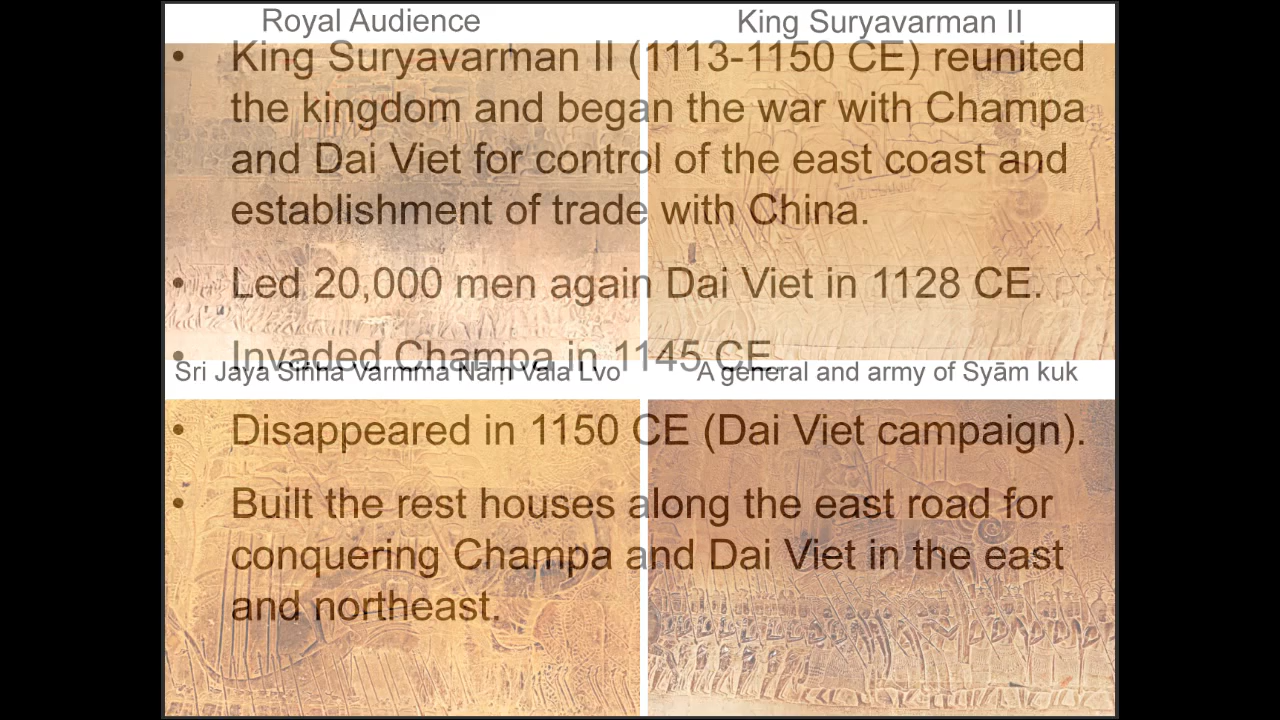 Royal Audience
King Suryavarman II
• King Suryavarman II (1113-1150 CE) reunited
the kingdom and began the war with Champa
and Dai Viet for control of the east coast and
establishment of trade with China.
• Led 20,000 men again Dai Viet in 1128 CE.
• Invaded Champa in 1145 CE.
Sri Jaya Sinha Varmma Nāṃ Vala Lvo
A general and army of Syām kuk
• Disappeared in 1150 CE (Dai Viet campaign).
• Built the rest houses along the east road for
conquering Champa and Dai Viet in the east
and northeast.